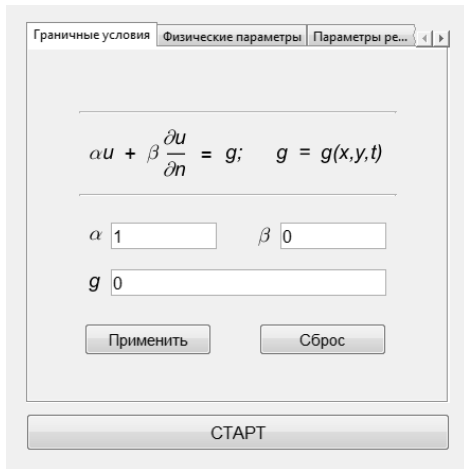 Граничные условия Физические параметры Параметры ре...
αu + β ∂u/∂n = g; g = g(x,y,t)
α 1 β 0
g 0
Применить Сброс
СТАРТ